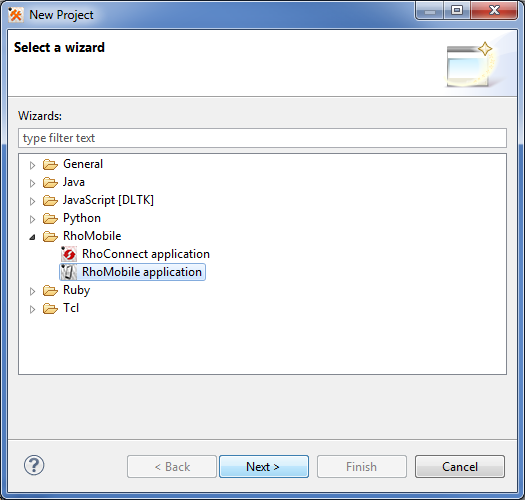 New Project
Select a wizard
Wizards:
type filter text
General
Java
JavaScript [DLTK]
Python
RhoMobile
RhoConnect application
RhoMobile application
Ruby
Tcl
? < Back Next > Finish Cancel